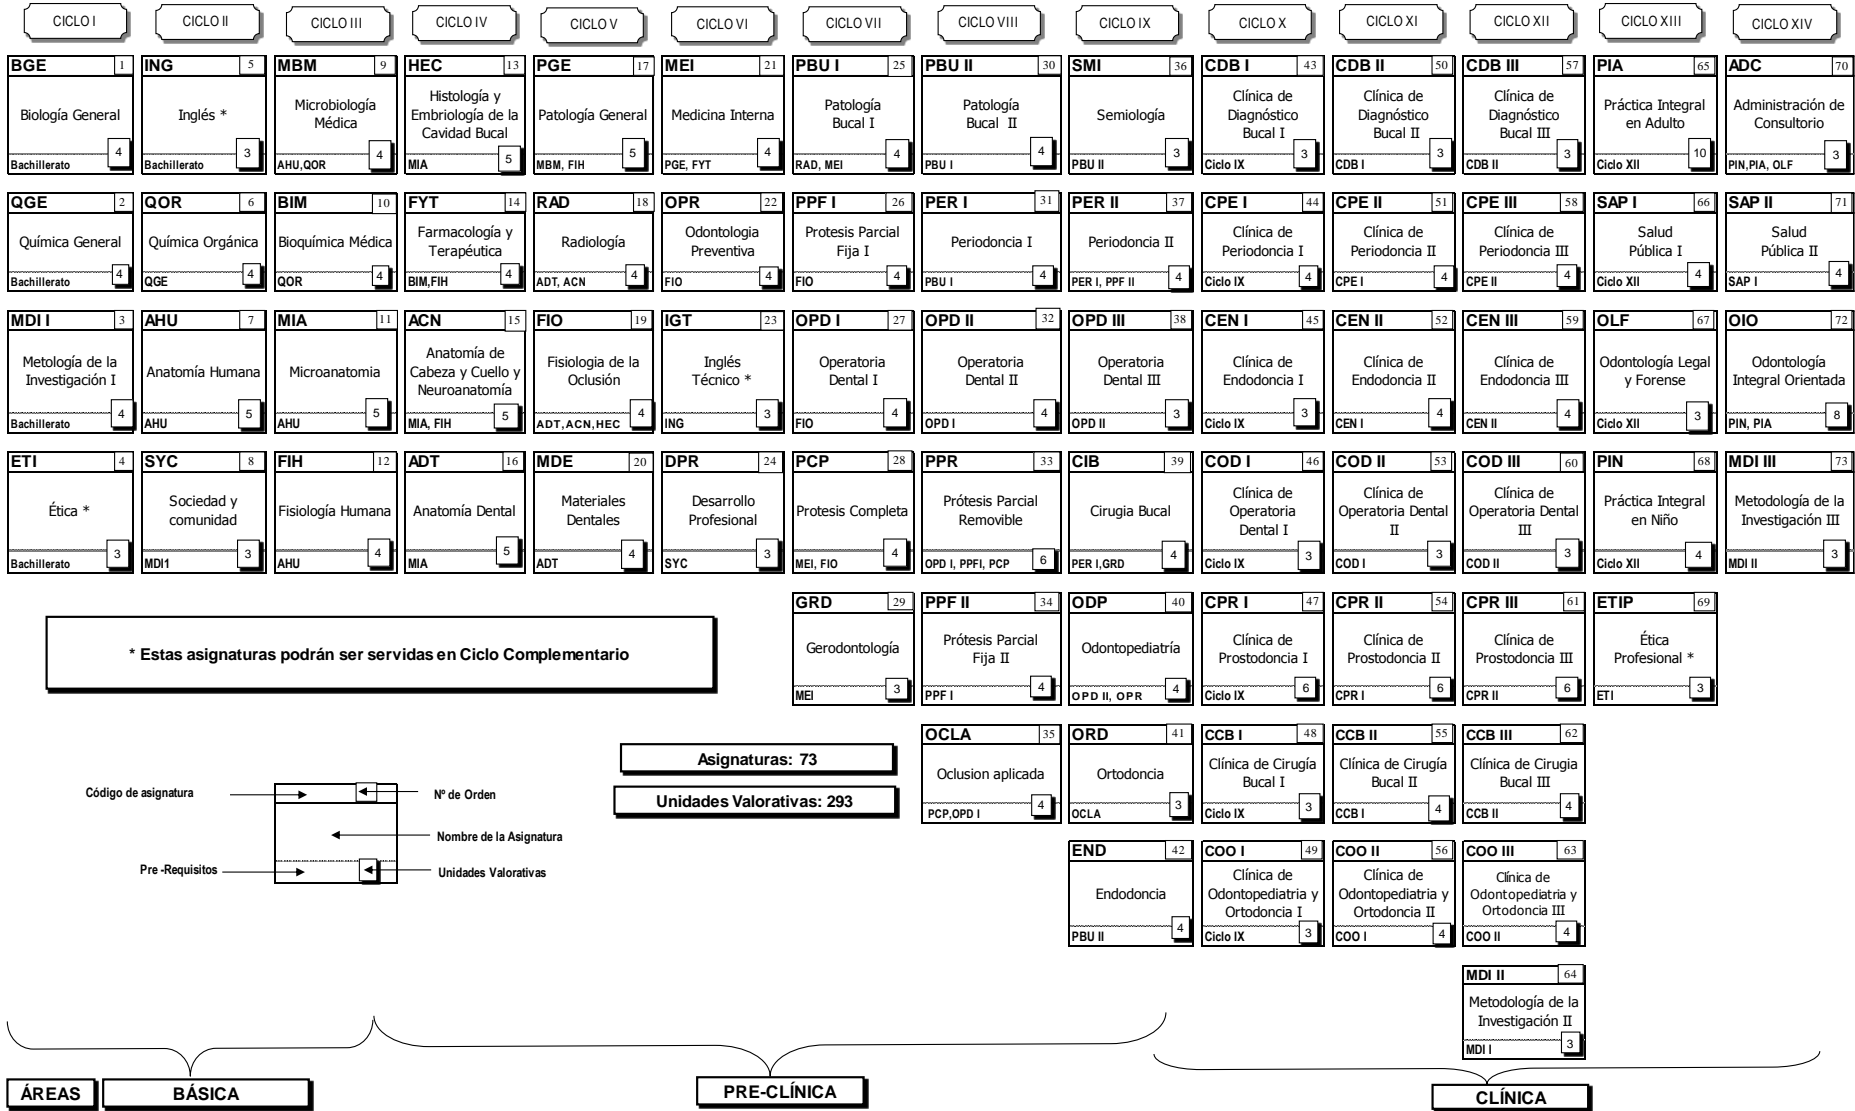 CICLO I
CICLO II
CICLO III
CICLO IV
CICLO V
CICLO VI
CICLO VII
CICLO VIII
CICLO IX
CICLO X
CICLO XI
CICLO XII
CICLO XIII
CICLO XIV
BGE 1
Biología General
4
Bachillerato
ING 5
Inglés *
3
Bachillerato
MBM 9
Microbiología
Médica
4
AHU,QOR
HEC 13
Histología y
Embriología de la
Cavidad Bucal
5
MIA
PGE 17
Patología General
5
MBM, FIH
MEI 21
Medicina Interna
4
PGE, FYT
PBU I 25
Patología
Bucal I
4
RAD, MEI
PBU II 30
Patología
Bucal II
4
PBU I
SMI 36
Semiología
3
PBU II
CDB I 43
Clínica de
Diagnóstico
Bucal I
3
Ciclo IX
CDB II 50
Clínica de
Diagnóstico
Bucal II
3
CDB I
CDB III 57
Clínica de
Diagnóstico
Bucal III
3
CDB II
PIA 65
Práctica Integral
en Adulto
10
Ciclo XII
ADC 70
Administración de
Consultorio
3
PIN,PIA, OLF
QGE 2
Química General
4
Bachillerato
QOR 6
Química Orgánica
4
QGE
BIM 10
Bioquímica Médica
4
QOR
FYT 14
Farmacología y
Terapéutica
4
BIM,FIH
RAD 18
Radiología
4
ADT, ACN
OPR 22
Odontologia
Preventiva
4
FIO
PPF I 26
Protesis Parcial
Fija I
4
FIO
PER I 31
Periodoncia I
4
PBU I
PER II 37
Periodoncia II
4
PER I, PPF II
CPE I 44
Clínica de
Periodoncia I
4
Ciclo IX
CPE II 51
Clínica de
Periodoncia II
4
CPE I
CPE III 58
Clínica de
Periodoncia III
4
CPE II
SAP I 66
Salud
Pública I
4
Ciclo XII
SAP II 71
Salud
Pública II
4
SAP I
MDI I 3
Metología de la
Investigación I
4
Bachillerato
AHU 7
Anatomía Humana
5
AHU
MIA 11
Microanatomia
5
AHU
ACN 15
Anatomía de
Cabeza y Cuello y
Neuroanatomía
5
MIA, FIH
FIO 19
Fisiologia de la
Oclusión
4
ADT,ACN,HEC
IGT 23
Inglés
Técnico *
3
ING
OPD I 27
Operatoria
Dental I
4
FIO
OPD II 32
Operatoria
Dental II
4
OPD I
OPD III 38
Operatoria
Dental III
3
OPD II
CEN I 45
Clínica de
Endodoncia I
3
Ciclo IX
CEN II 52
Clínica de
Endodoncia II
4
CEN I
CEN III 59
Clínica de
Endodoncia III
4
CEN II
OLF 67
Odontología Legal
y Forense
3
Ciclo XII
OIO 72
Odontología
Integral Orientada
8
PIN, PIA
ETI 4
Ética *
3
Bachillerato
SYC 8
Sociedad y
comunidad
3
MDI1
FIH 12
Fisiología Humana
4
AHU
ADT 16
Anatomía Dental
5
MIA
MDE 20
Materiales
Dentales
4
ADT
DPR 24
Desarrollo
Profesional
3
SYC
PCP 28
Protesis Completa
4
MEI, FIO
PPR 33
Prótesis Parcial
Removible
6
OPD I, PPFI, PCP
CIB 39
Cirugia Bucal
4
PER I,GRD
COD I 46
Clínica de
Operatoria
Dental I
3
Ciclo IX
COD II 53
Clínica de
Operatoria Dental
II
3
COD I
COD III 60
Clínica de
Operatoria Dental
III
3
COD II
PIN 68
Práctica Integral
en Niño
4
Ciclo XII
MDI III 73
Metodología de la
Investigación III
3
MDI II
* Estas asignaturas podrán ser servidas en Ciclo Complementario
GRD 29
Gerodontología
3
MEI
PPF II 34
Prótesis Parcial
Fija II
4
PPF I
ODP 40
Odontopediatría
4
OPD II, OPR
CPR I 47
Clínica de
Prostodoncia I
6
Ciclo IX
CPR II 54
Clínica de
Prostodoncia II
6
CPR I
CPR III 61
Clínica de
Prostodoncia III
6
CPR II
ETIP 69
Ética
Profesional *
3
ETI
Asignaturas: 73
Unidades Valorativas: 293
OCLA 35
Oclusion aplicada
4
PCP,OPD I
ORD 41
Ortodoncia
3
OCLA
CCB I 48
Clínica de Cirugía
Bucal I
3
Ciclo IX
CCB II 55
Clínica de Cirugía
Bucal II
4
CCB I
CCB III 62
Clínica de Cirugia
Bucal III
4
CCB II
Código de asignatura
Nº de Orden
Nombre de la Asignatura
Pre -Requisitos
Unidades Valorativas
END 42
Endodoncia
4
PBU II
COO I 49
Clínica de
Odontopediatria y
Ortodoncia I
3
Ciclo IX
COO II 56
Clínica de
Odontopediatria y
Ortodoncia II
4
COO I
COO III 63
Clínica de
Odontopediatria y
Ortodoncia III
4
COO II
MDI II 64
Metodología de la
Investigación II
3
MDI I
ÁREAS
BÁSICA
PRE-CLÍNICA
CLÍNICA